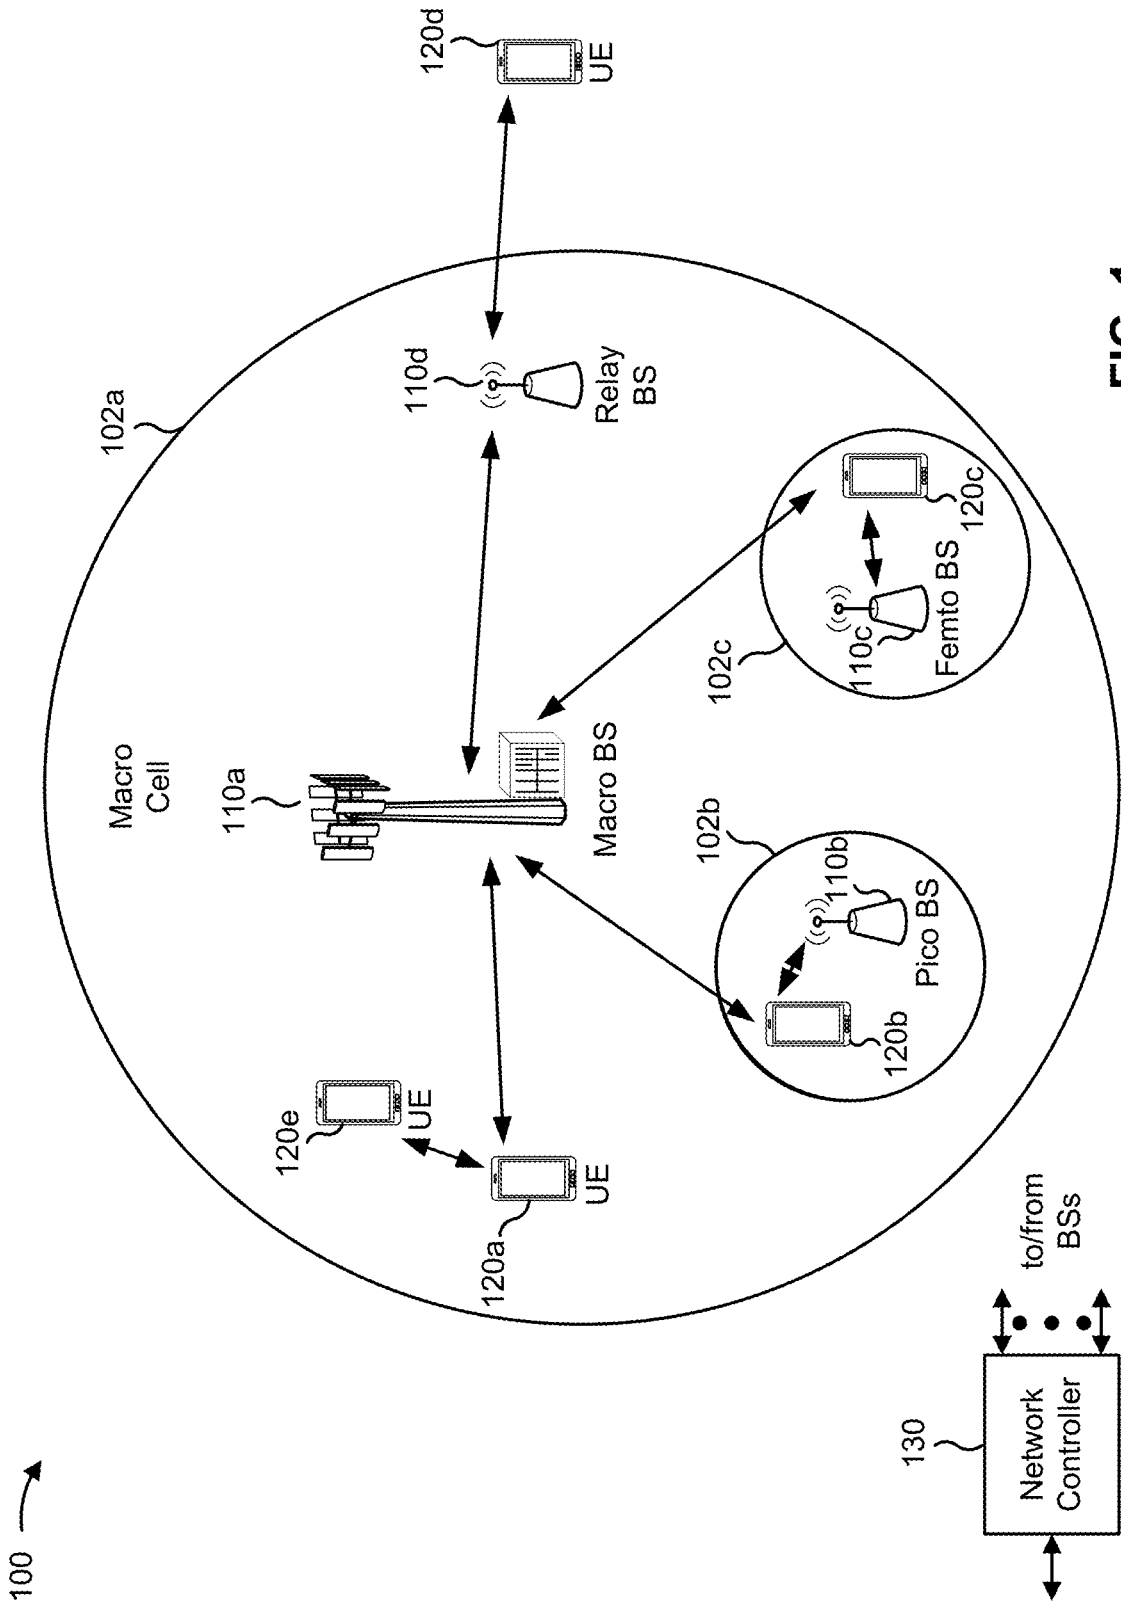 100
102a
Macro
Cell
110a
120d
UE
110d
Relay
BS
120e
UE
120a
UE
Macro BS
102b
110b
Pico BS
120b
102c
110c
Femto BS
120c
130
Network
Controller
to/from
BSs